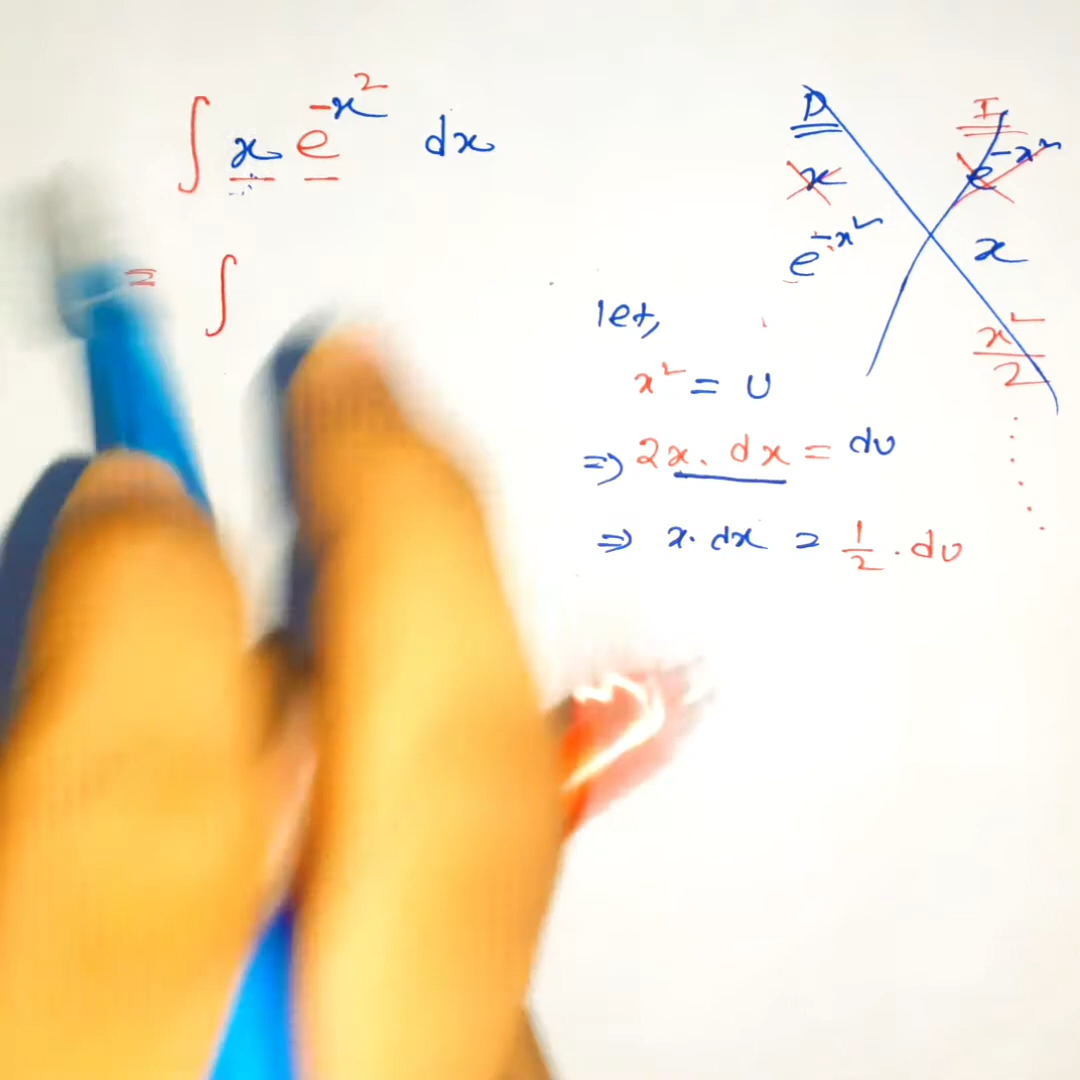 ∫ x e^{-x²} dx
= ∫
D I
x e^{-x²}
e^{-x²} x
x²/2
let,
x² = u
⇒ 2x. dx = du
⇒ x. dx = 1/2 . du